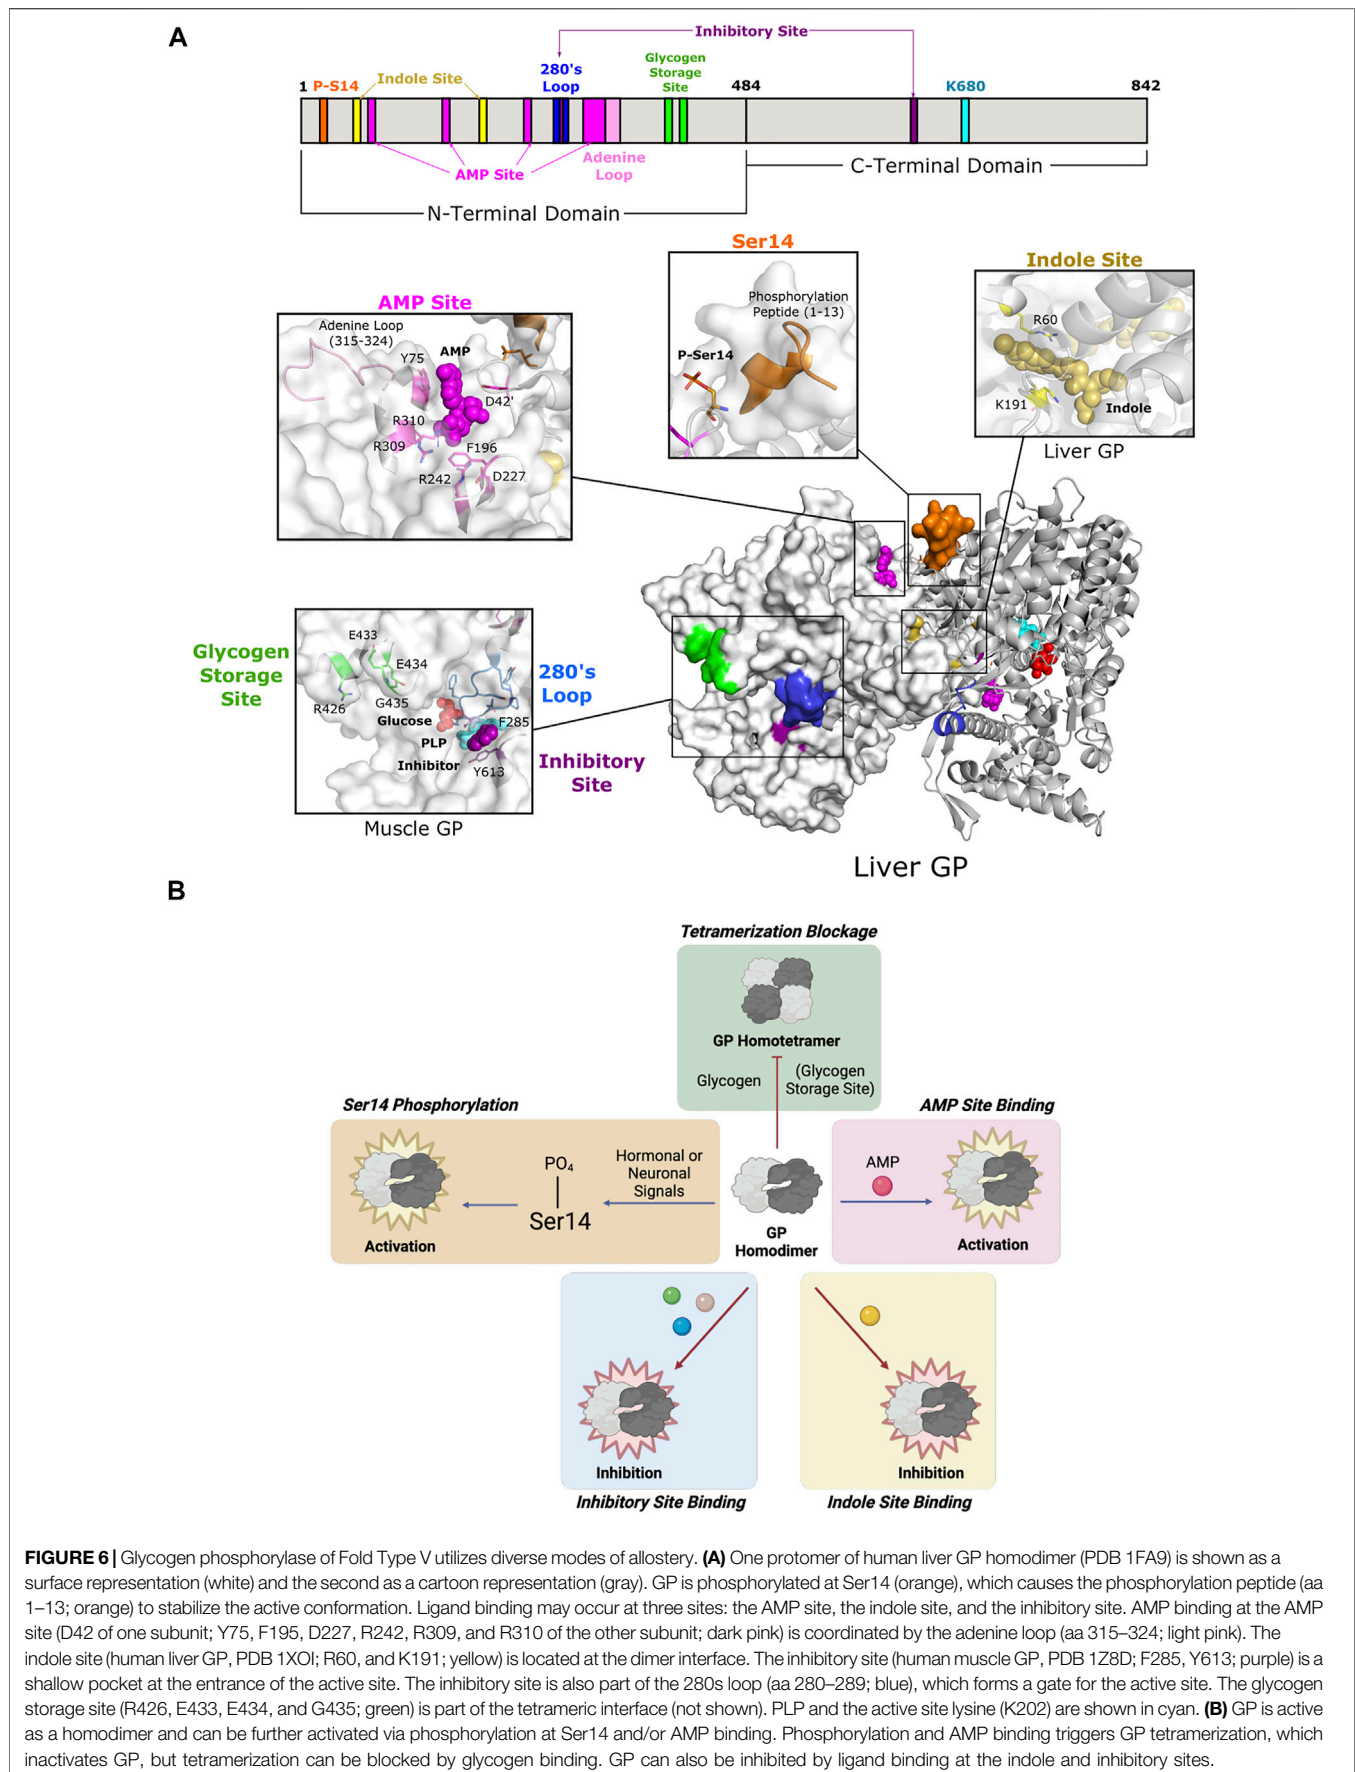 A
Inhibitory Site
Glycogen
Storage
Site
280's
Loop
Indole Site
1 P-S14
484
K680
842
Adenine
Loop
AMP Site
C-Terminal Domain
N-Terminal Domain
Ser14
Phosphorylation
Peptide (1-13)
P-Ser14
Indole Site
R60
K191
Indole
Liver GP
AMP Site
Adenine Loop
(315-324)
AMP
Y75
D42'
R310
R309
F196
R242
D227
Glycogen
Storage
Site
E433
E434
R426
G435
Glucose
F285
PLP
Inhibitor
Y613
280's
Loop
Inhibitory
Site
Muscle GP
Liver GP
B
Tetramerization Blockage
GP Homotetramer
Glycogen
(Glycogen
Storage Site)
Ser14 Phosphorylation
PO4
Ser14
Hormonal or
Neuronal
Signals
Activation
GP
Homodimer
AMP Site Binding
AMP
Activation
Inhibition
Inhibitory Site Binding
Inhibition
Indole Site Binding
FIGURE 6 | Glycogen phosphorylase of Fold Type V utilizes diverse modes of allostery. (A) One protomer of human liver GP homodimer (PDB 1FA9) is shown as a
surface representation (white) and the second as a cartoon representation (gray). GP is phosphorylated at Ser14 (orange), which causes the phosphorylation peptide (aa
1–13; orange) to stabilize the active conformation. Ligand binding may occur at three sites: the AMP site, the indole site, and the inhibitory site. AMP binding at the AMP
site (D42 of one subunit; Y75, F195, D227, R242, R309, and R310 of the other subunit; dark pink) is coordinated by the adenine loop (aa 315–324; light pink). The
indole site (human liver GP, PDB 1XOI; R60, and K191; yellow) is located at the dimer interface. The inhibitory site (human muscle GP, PDB 1Z8D; F285, Y613; purple) is a
shallow pocket at the entrance of the active site. The inhibitory site is also part of the 280s loop (aa 280–289; blue), which forms a gate for the active site. The glycogen
storage site (R426, E433, E434, and G435; green) is part of the tetrameric interface (not shown). PLP and the active site lysine (K202) are shown in cyan. (B) GP is active
as a homodimer and can be further activated via phosphorylation at Ser14 and/or AMP binding. Phosphorylation and AMP binding triggers GP tetramerization, which
inactivates GP, but tetramerization can be blocked by glycogen binding. GP can also be inhibited by ligand binding at the indole and inhibitory sites.